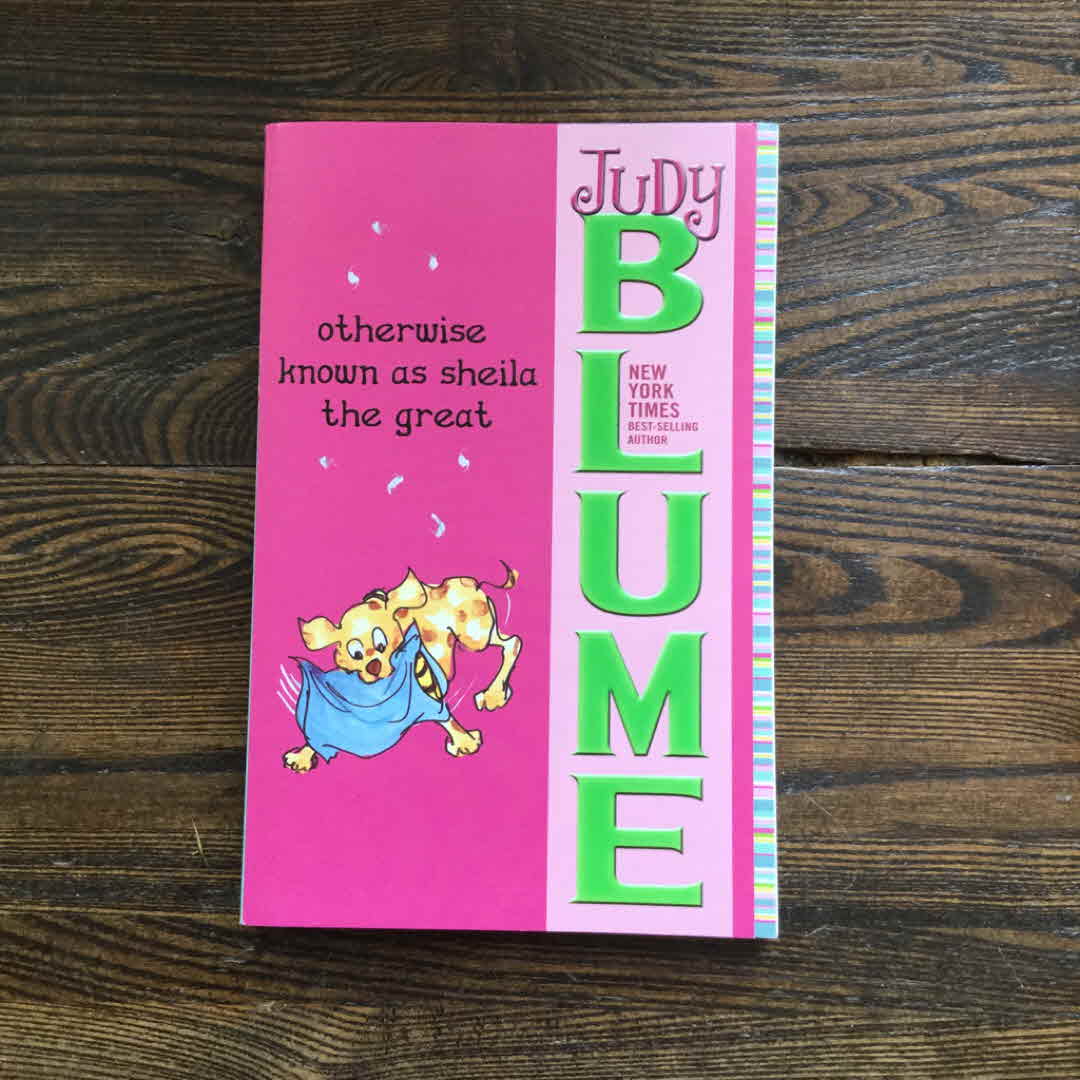 otherwise
known as sheila
the great
JUDY
BLUME
NEW
YORK
TIMES
BEST-SELLING
AUTHOR